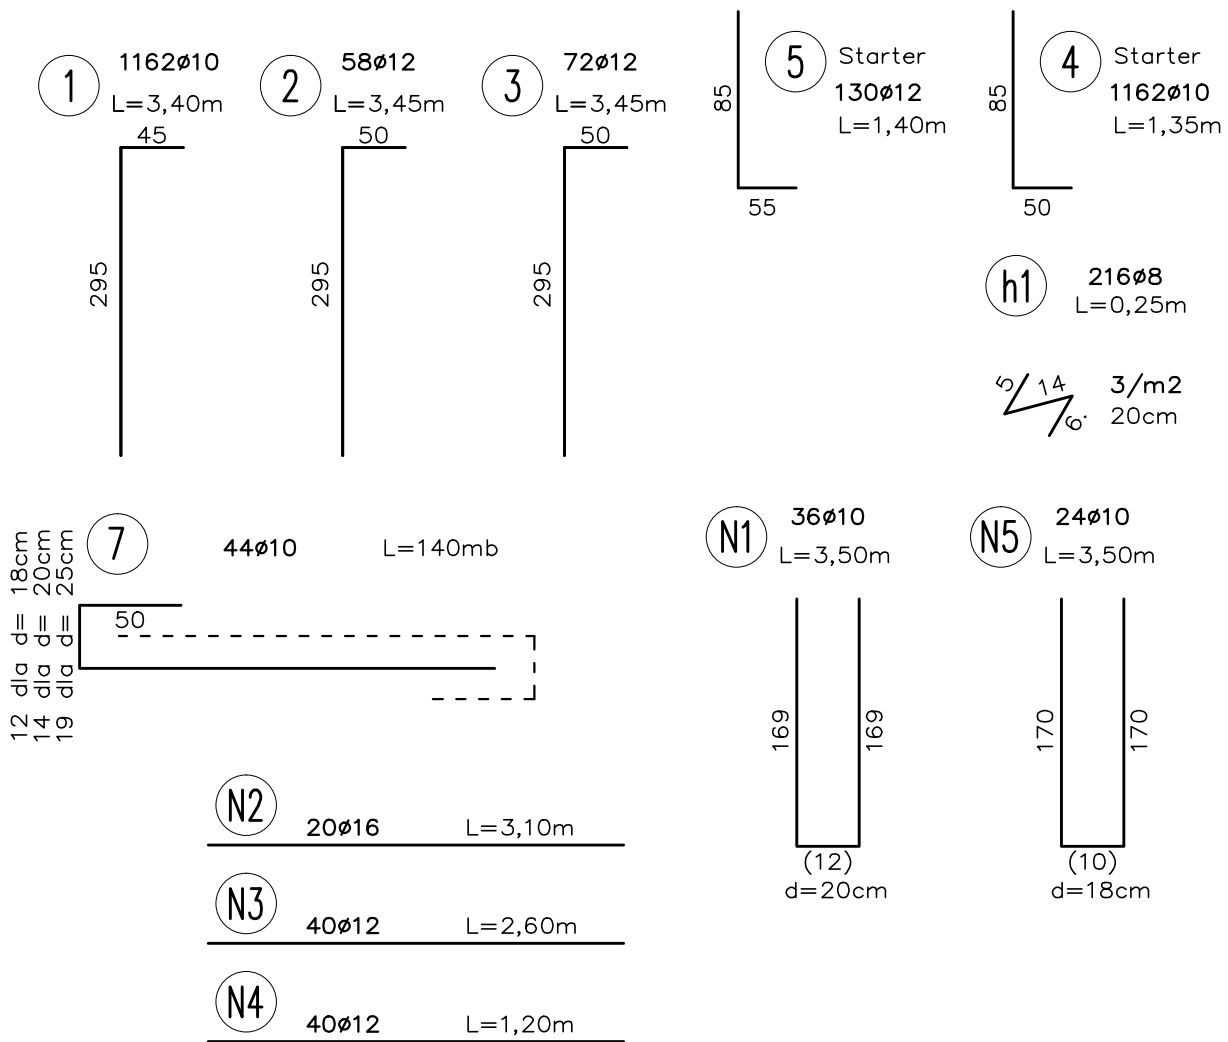 1
1162ø10
L=3,40m
45
295
2
58ø12
L=3,45m
50
295
3
72ø12
L=3,45m
50
295
85
5
Starter
130ø12
L=1,40m
55
85
4
Starter
1162ø10
L=1,35m
50
h1
216ø8
L=0,25m
5
14
6.
3/m2
20cm
7
44ø10
L=140mb
50
12 dla d= 18cm
14 dla d= 20cm
19 dla d= 25cm
N1
36ø10
L=3,50m
169
169
(12)
d=20cm
N5
24ø10
L=3,50m
170
170
(10)
d=18cm
N2
20ø16
L=3,10m
N3
40ø12
L=2,60m
N4
40ø12
L=1,20m